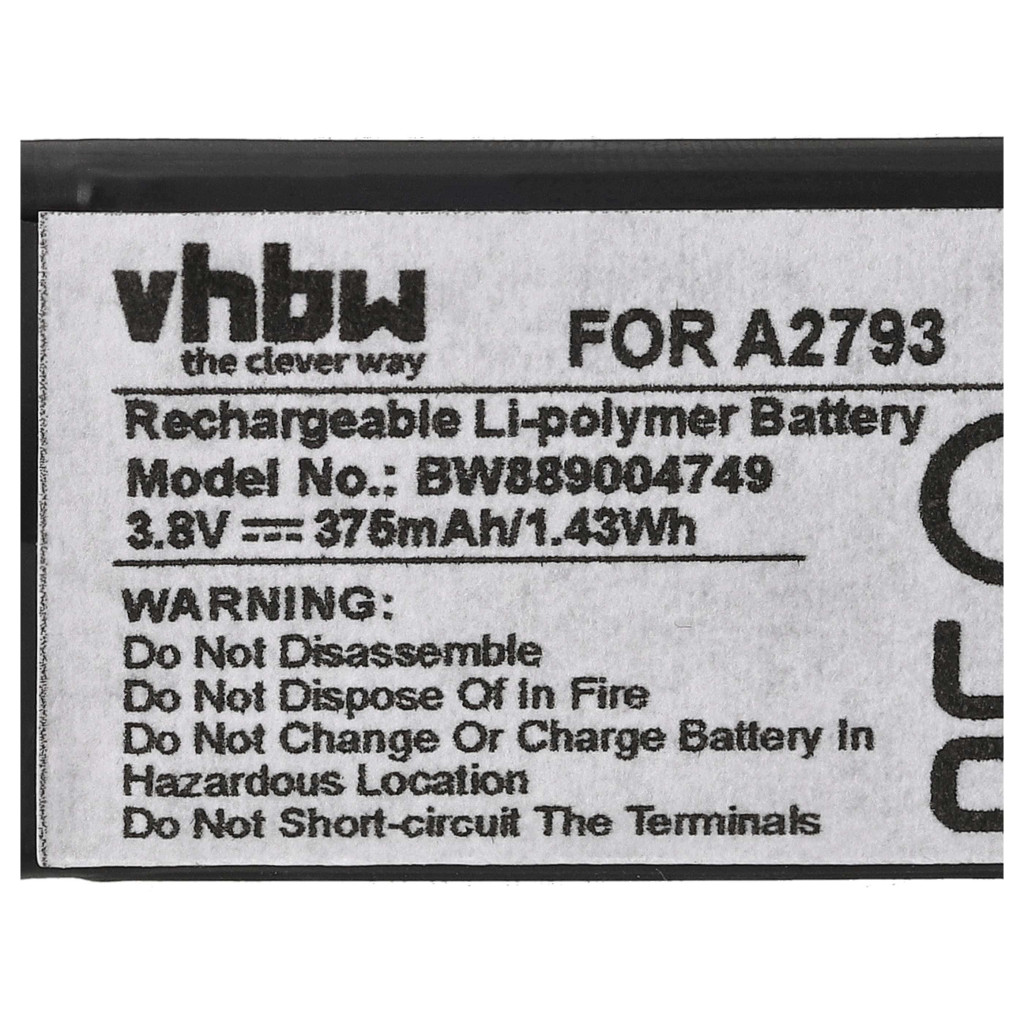 vhbw
the clever way
FOR A2793
Rechargeable Li-polymer Battery
Model No.: BW889004749
3.8V ⎓ 375mAh/1.43Wh
WARNING:
Do Not Disassemble
Do Not Dispose Of In Fire
Do Not Change Or Charge Battery In
Hazardous Location
Do Not Short-circuit The Terminals